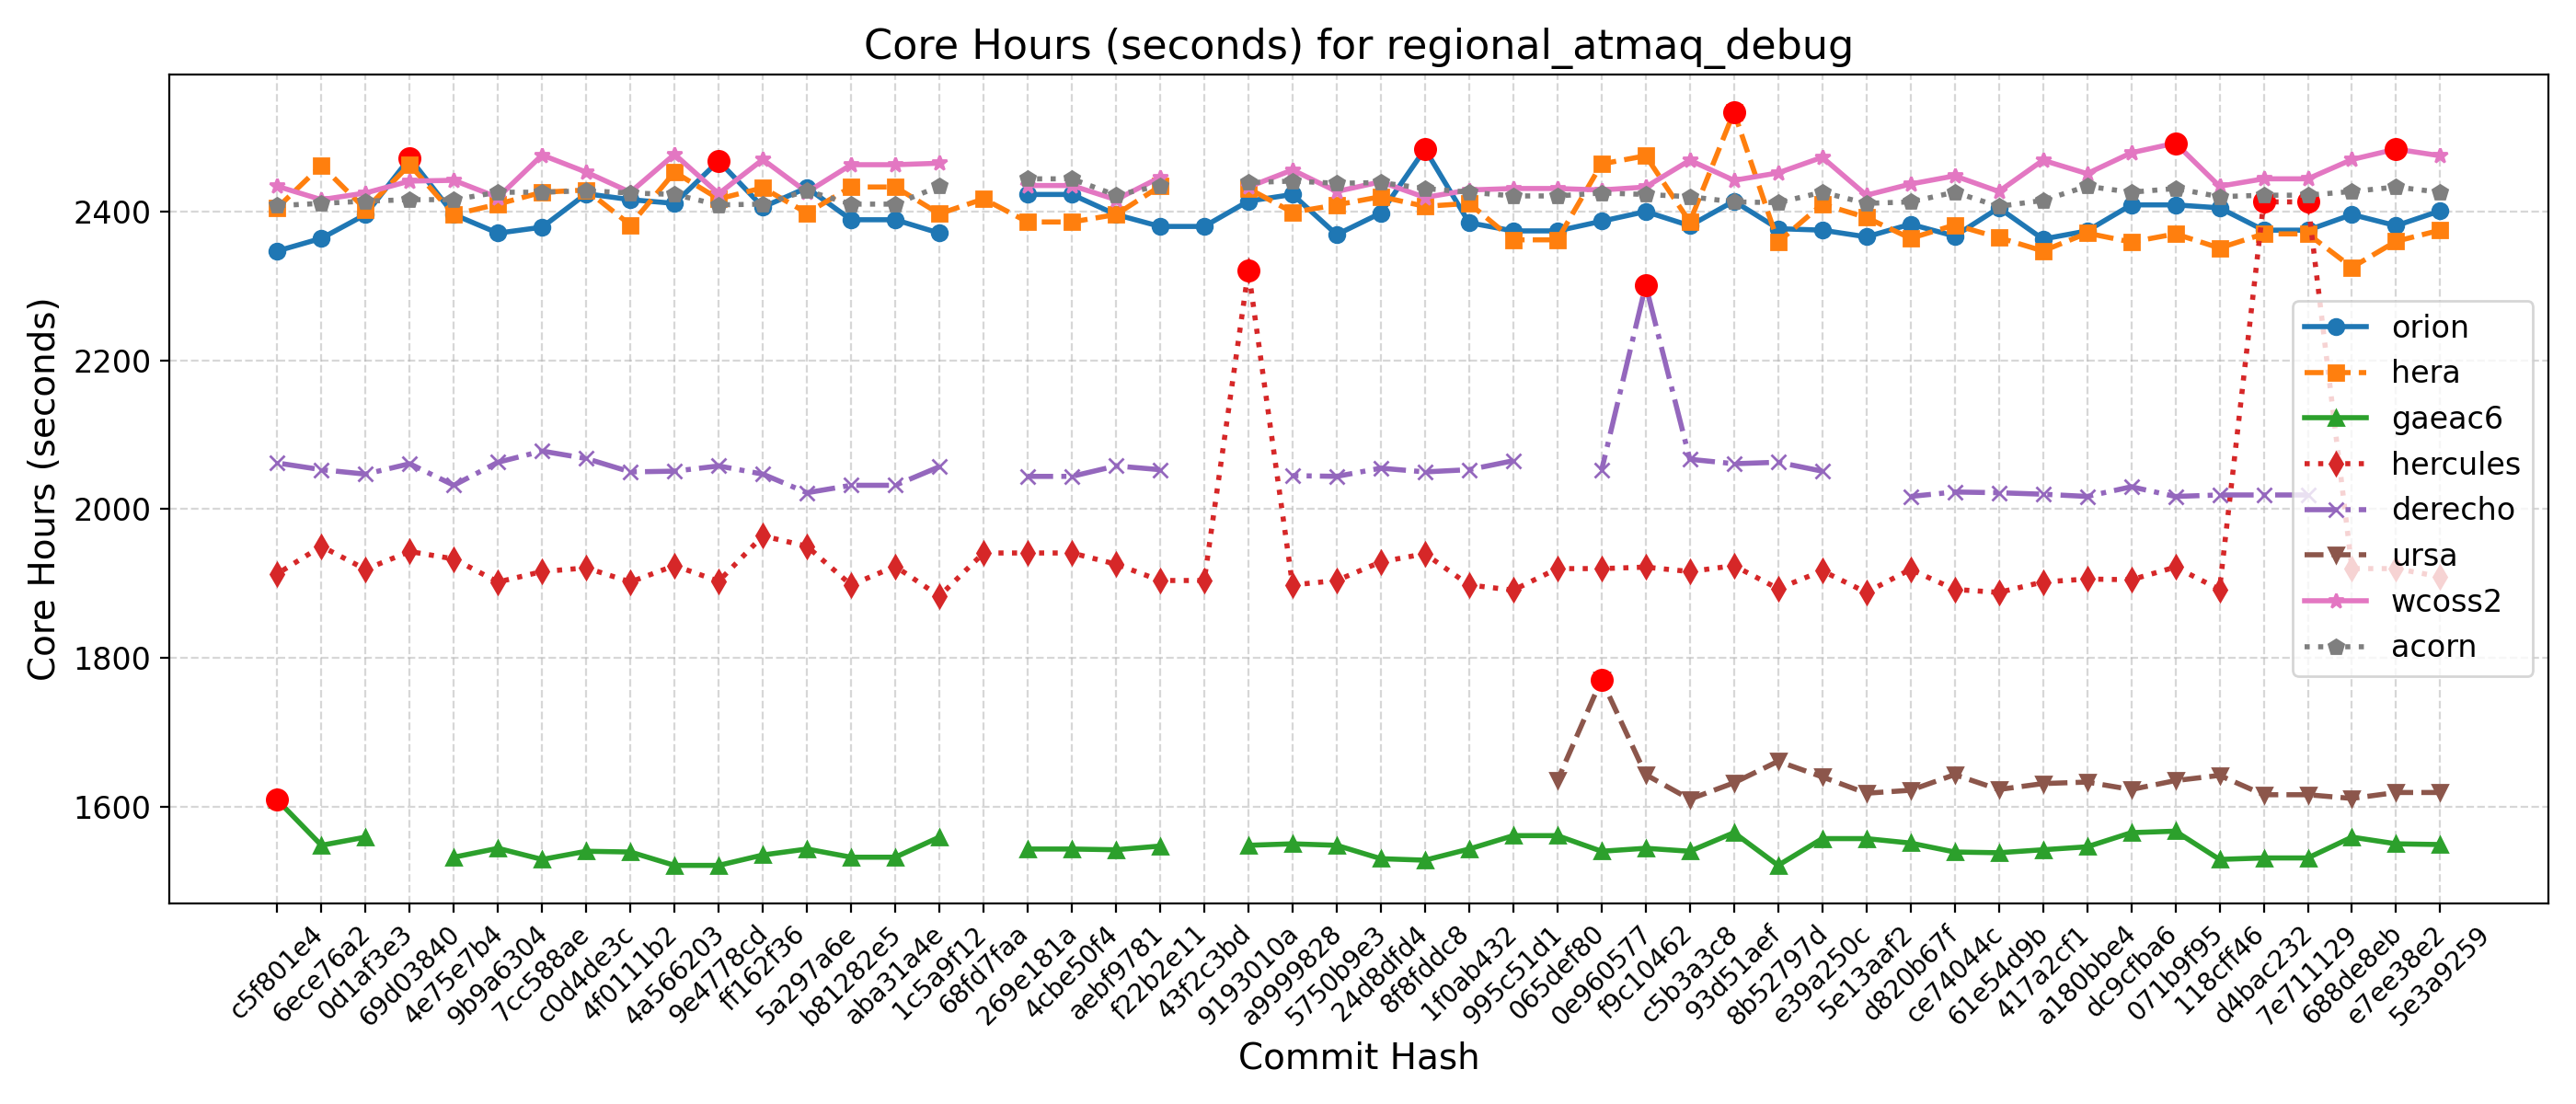 Core Hours (seconds) for regional_atmaq_debug
Core Hours (seconds)
2400
2200
2000
1800
1600
orion
hera
gaeac6
hercules
derecho
ursa
wcoss2
acorn
c5f801e4
6ece76a2
0d1af3e3
69d03840
4e75e7b4
9b9a6304
7cc588ae
c0d4de3c
4f0111b2
4a566203
9e4778cd
ff162f36
5a297a6e
b81282e5
aba31a4e
1c5a9f12
68fd7faa
269e181a
4cbe50f4
aebf9781
f22b2e11
43f2c3bd
9193010a
a9999828
5750b9e3
24d8dfd4
8f8fddc8
1f0ab432
995c51d1
065def80
0e960577
f9c10462
c5b3a3c8
93d51aef
8b52797d
e39a250c
5e13aaf2
d820b67f
ce74044c
61e54d9b
417a2cf1
a180bbe4
dc9cfba6
071b9f95
118cff46
d4bac232
7e711129
688de8eb
e7ee38e2
5e3a9259
Commit Hash